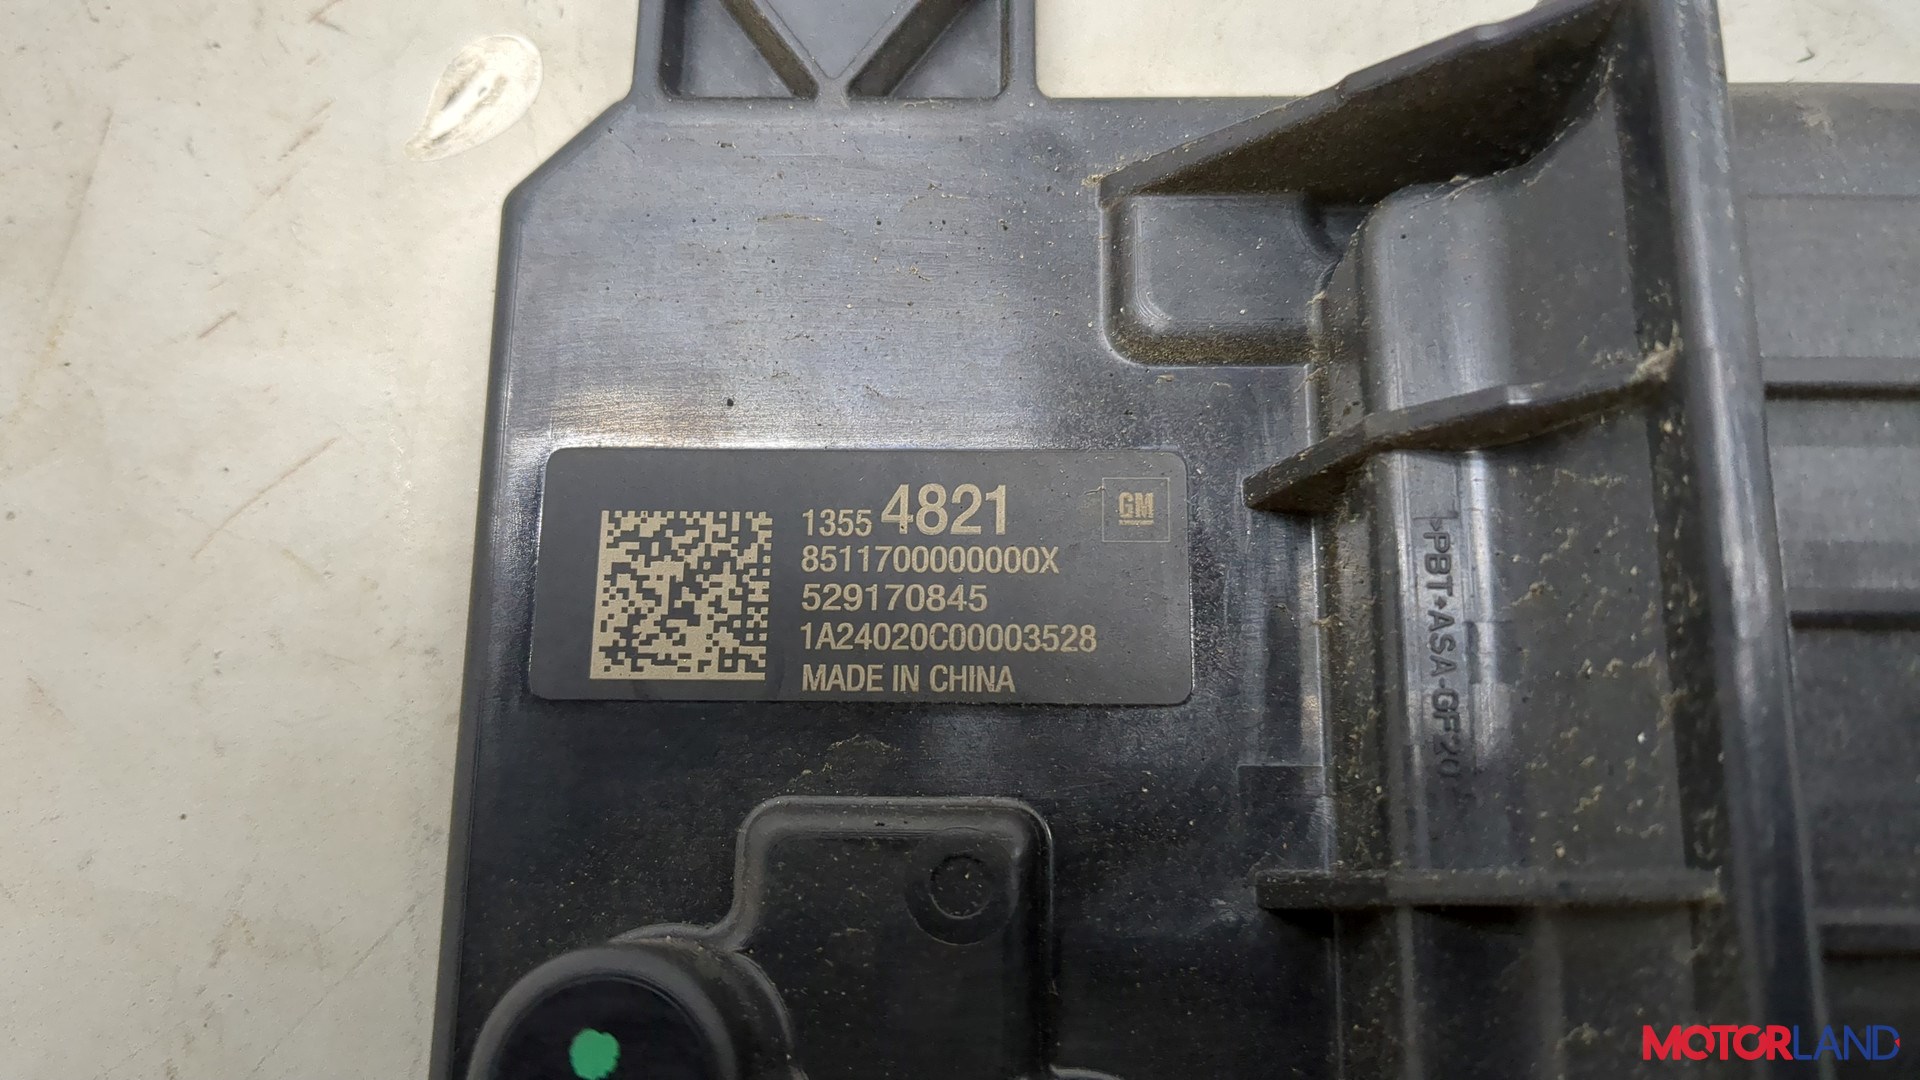 1355 4821
GM
8511700000000X
529170845
1A24020C00003528
MADE IN CHINA
>PBT+ASA-GF20
MOTORLAND